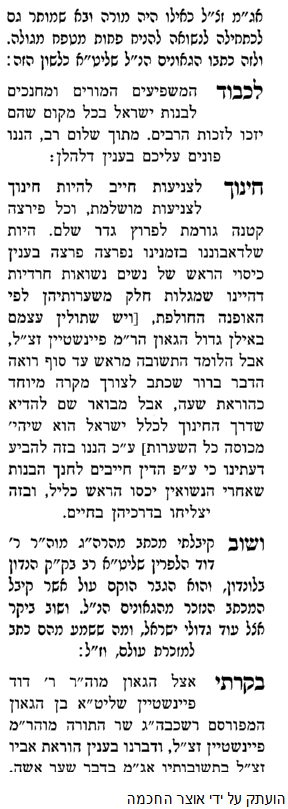 אג״מ זצ״ל כאילו היה מורה ובא שמותר גם
לכתחילה לנשואה להניח פחות מטפח מגולה.
ולזה כתבו הגאונים הנ״ל שליט״א כלשון הזה:
לכבוד המשפיעים המורים ומחנכים
לבנות ישראל בכל מקום שהם
יזכו לזכות הרבים. מתוך שלום רב, הננו
פונים עליכם בענין דלהלן:
חינוך לצניעות חייב להיות חינוך
לצניעות מושלמת, וכל פירצה
קטנה גורמת לפרוץ גדר שלם. היות
שלדאבוננו בזמנינו נפרצה פרצה בענין
כיסוי הראש של נשים נשואות חרדיות
דהיינו שמגלות חלק משערותיהן לפי
האופנה החולפת, [ויש שתולין עצמם
באילן גדול הגאון הר״מ פיינשטיין זצ״ל,
אבל הלומד התשובה מראש עד סוף רואה
הדבר ברור שכתב לצורך מקרה מיוחד
כהוראת שעה, אבל מבואר שם להדיא
שדרך החינוך לכלל ישראל הוא שיהי׳
מכוסה כל השערות] ע״כ הננו בזה להביע
דעתינו כי ע״פ הדין חייבים לחנך הבנות
שאחרי הנשואין יכסו הראש כליל, ובזה
יצליחו בדרכיהן בחיים.
ושוב קיבלתי מכתב מהרה״ג מוה״ר ר׳
דוד הלפרין שליט״א רב בק״ק הנדון
בלונדון, והוא הגבר הוקם עול אשר קיבל
המכתב הנזכר מהגאונים הנ״ל. ושוב ביקר
אצל עוד גדולי ישראל, ומה ששמע מהם כתב
למזכרת עולם, וז״ל:
בקרתי אצל הגאון מוה״ר ר׳ דוד
פיינשטיין שליט״א בן הגאון
המפורסם רשכבה״ג שר התורה מוהר״מ
פיינשטיין זצ״ל, ודברנו בענין הוראת אביו
זצ״ל בתשובותיו אג״מ בדבר שער אשה.
הועתק על ידי אוצר החכמה